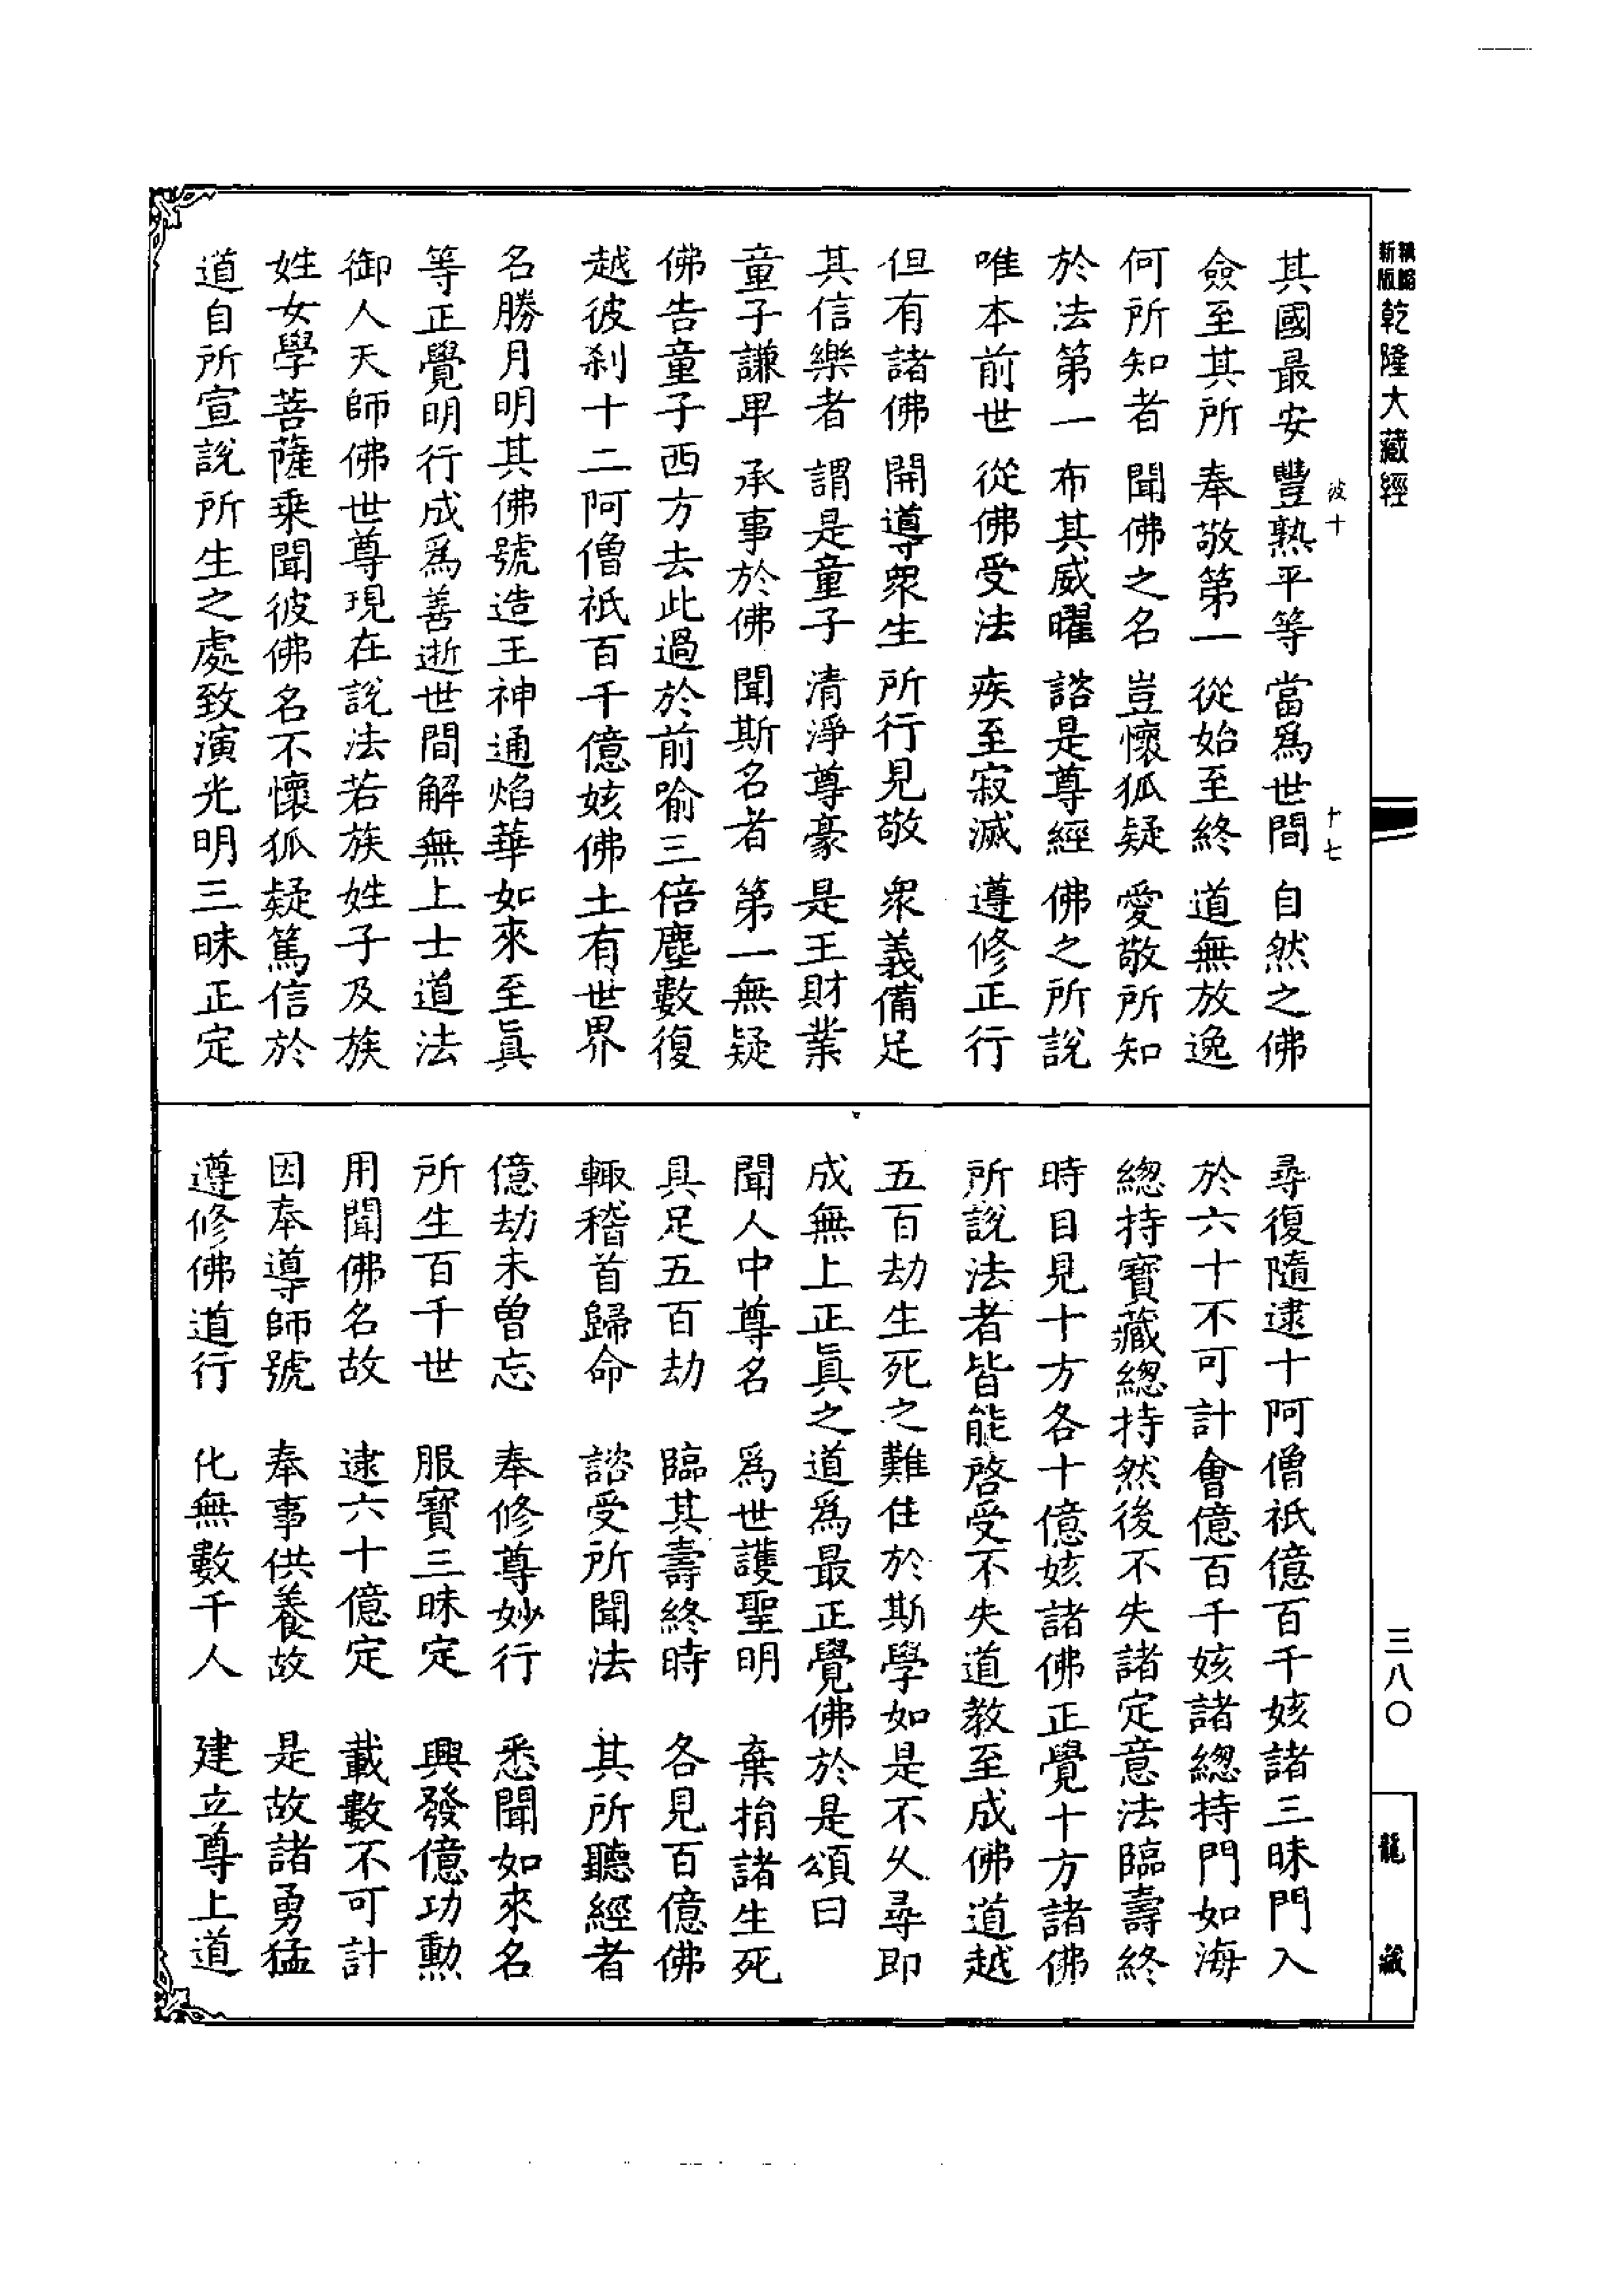 新版 精縮 乾隆大藏經
三八〇
龍藏
彼十 十七
其國最安 豐熟平等 當爲世間 自然之佛
僉至其所 奉敬第一 從始至終 道無放逸
何所知者 聞佛之名 豈懷狐疑 愛敬所知
於法第一 布其威曜 諮是尊經 佛之所說
唯本前世 從佛受法 疾至寂滅 遵修正行
但有諸佛 開導衆生 所行見敬 衆義備足
其信樂者 謂是童子 清淨尊豪 是王財業
童子謙卑 承事於佛 聞斯名者 第一無疑
佛告童子西方去此過於前喻三倍塵數復
越彼刹十二阿僧祇百千億姟佛土有世界
名勝月明其佛號造王神通焰華如來至眞
等正覺明行成爲善逝世間解無上士道法
御人天師佛世尊現在說法若族姓子及族
姓女學菩薩乗聞彼佛名不懷狐疑篤信於
道自所宣說所生之處致演光明三昧正定
尋復隨逮十阿僧祇億百千姟諸三昧門入
於六十不可計會億百千姟諸總持門如海
總持寶藏總持然後不失諸定意法臨壽終
時目見十方各十億姟諸佛正覺十方諸佛
所說法者皆能啓受不失道教至成佛道越
五百劫生死之難住於斯學如是不久尋即
成無上正眞之道爲最正覺佛於是頌曰
聞人中尊名 爲世護聖明 棄捐諸生死
具足五百劫 臨其壽終時 各見百億佛
輙稽首歸命 諮受所聞法 其所聽經者
億劫未曾忘 奉修尊妙行 悉聞如來名
所生百千世 服寶三昧定 興發億功勲
用聞佛名故 逮六十億定 載數不可計
因奉導師號 奉事供養故 是故諸勇猛
遵修佛道行 化無數千人 建立尊上道